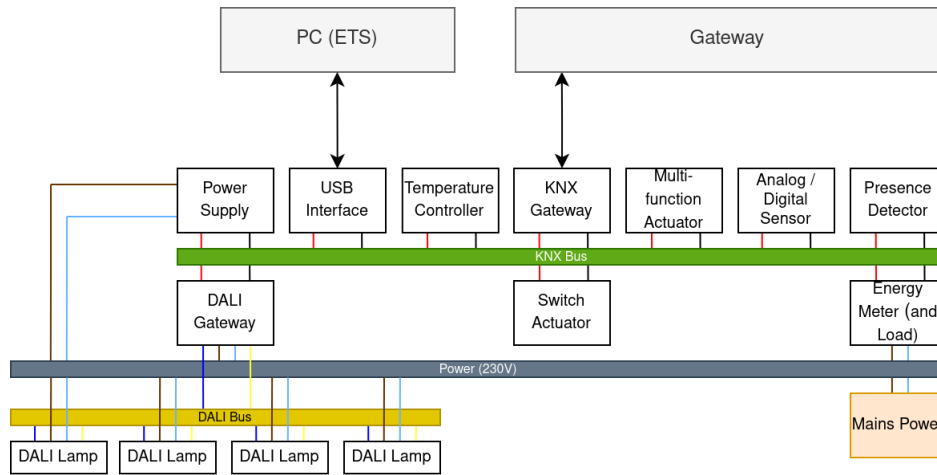 PC (ETS)
Gateway
Power
Supply
USB
Interface
Temperature
Controller
KNX
Gateway
Multi-
function
Actuator
Analog /
Digital
Sensor
Presence
Detector
KNX Bus
DALI
Gateway
Switch
Actuator
Energy
Meter (and
Load)
Power (230V)
DALI Bus
Mains Power
DALI Lamp
DALI Lamp
DALI Lamp
DALI Lamp